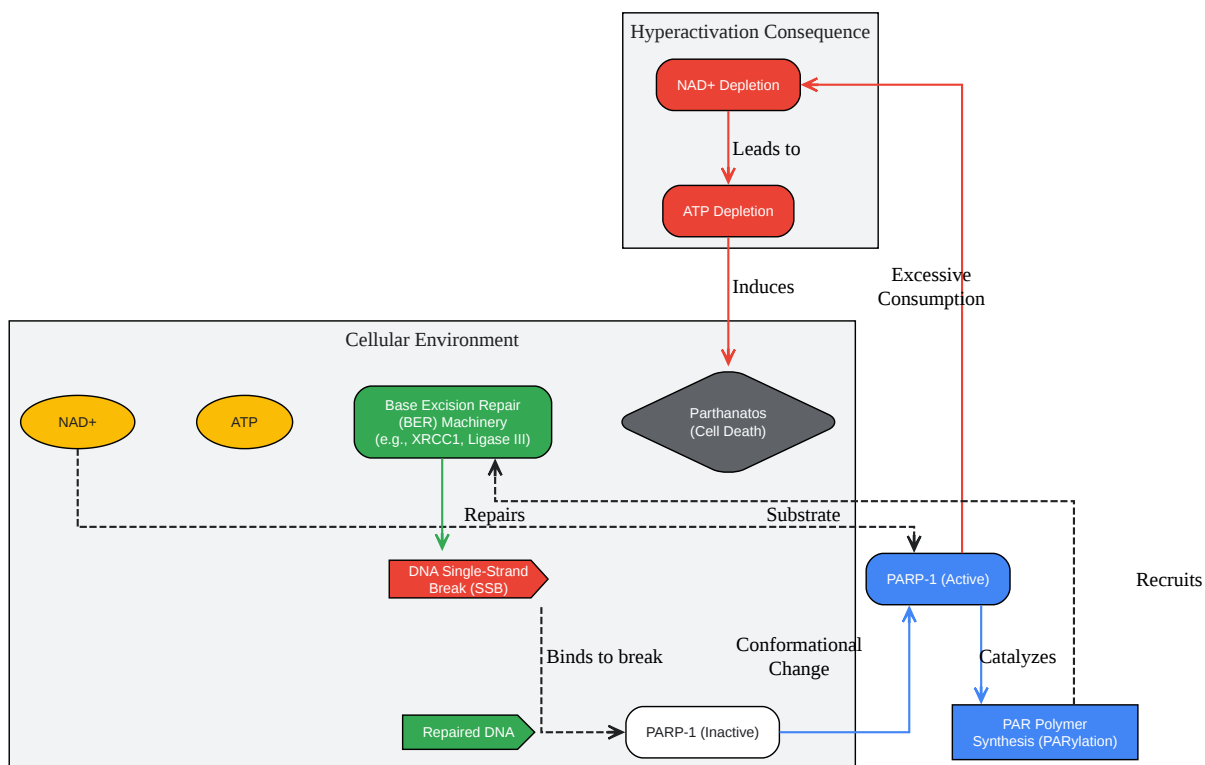 Hyperactivation Consequence
NAD+ Depletion
Leads to
ATP Depletion
Induces
Excessive
Consumption
Cellular Environment
NAD+
ATP
Base Excision Repair
(BER) Machinery
(e.g., XRCC1, Ligase III)
Parthanatos
(Cell Death)
Repairs
Substrate
DNA Single-Strand
Break (SSB)
PARP-1 (Active)
Recruits
Binds to break
Conformational
Change
Catalyzes
Repaired DNA
PARP-1 (Inactive)
PAR Polymer
Synthesis (PARylation)